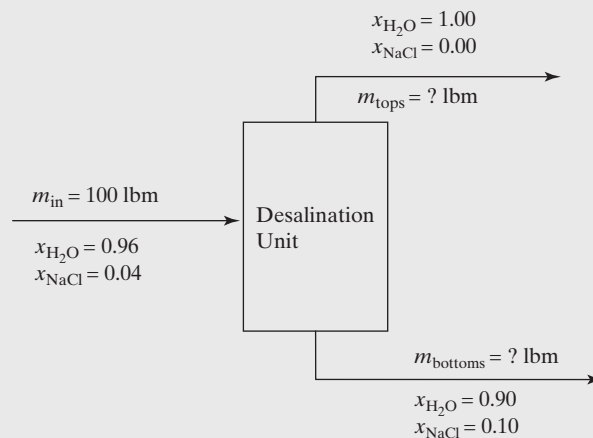 x_H₂O = 1.00
x_NaCl = 0.00
m_tops = ? lbm
m_in = 100 lbm
Desalination
Unit
x_H₂O = 0.96
x_NaCl = 0.04
m_bottoms = ? lbm
x_H₂O = 0.90
x_NaCl = 0.10